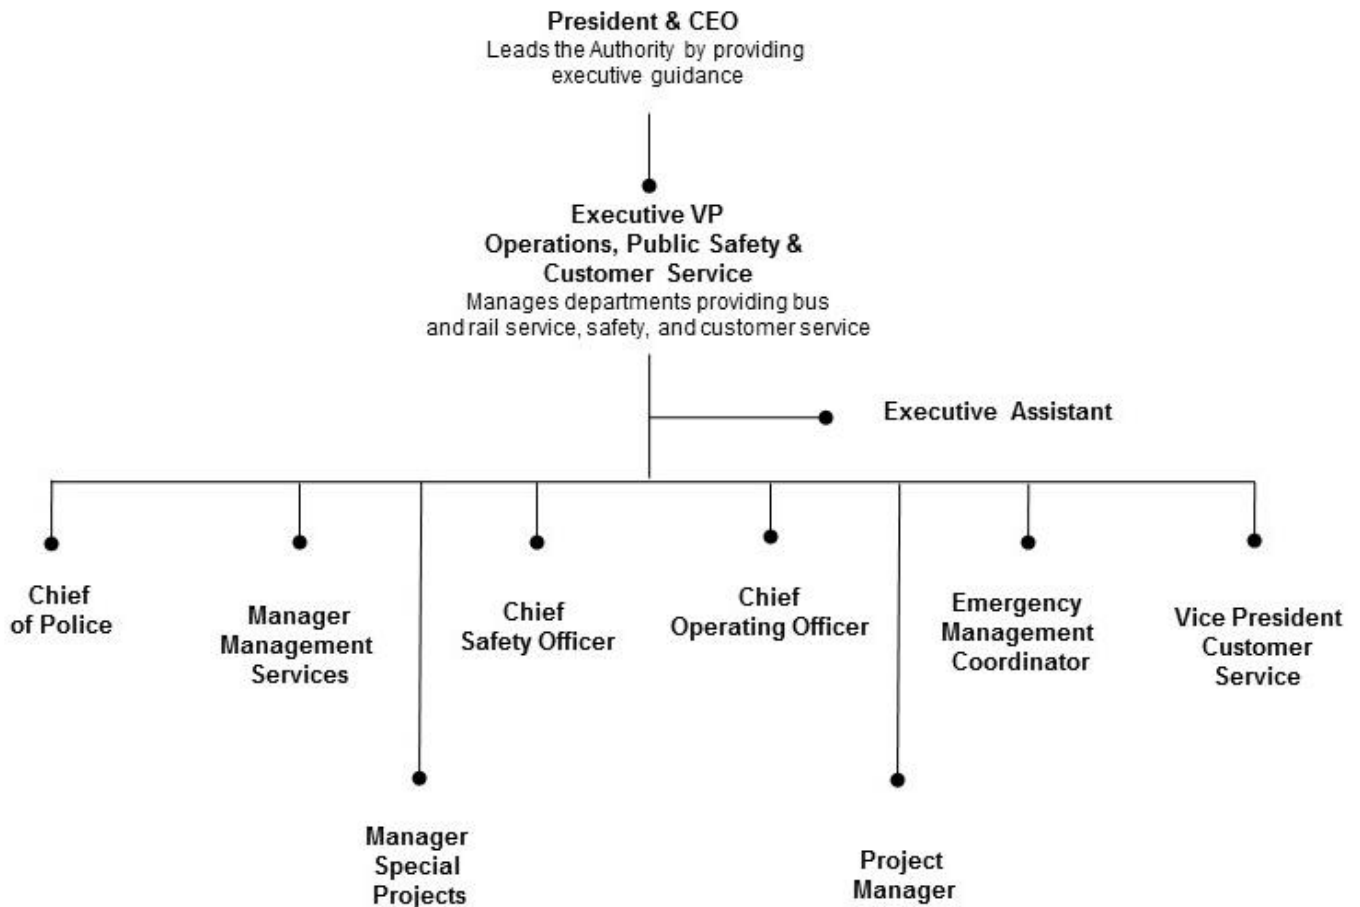 President & CEO
Leads the Authority by providing
executive guidance
Executive VP
Operations, Public Safety &
Customer Service
Manages departments providing bus
and rail service, safety, and customer service
Executive Assistant
Chief
of Police
Manager
Management
Services
Chief
Safety Officer
Chief
Operating Officer
Emergency
Management
Coordinator
Vice President
Customer
Service
Manager
Special
Projects
Project
Manager